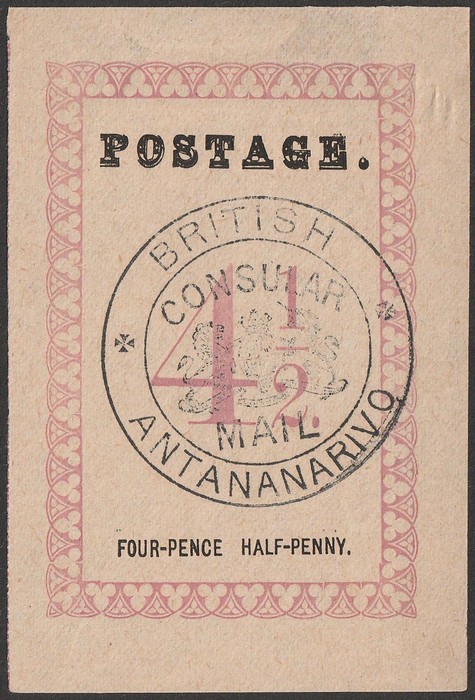 POSTAGE.
BRITISH
CONSULAR
4½.
MAIL
ANTANANARIVO
FOUR-PENCE HALF-PENNY.